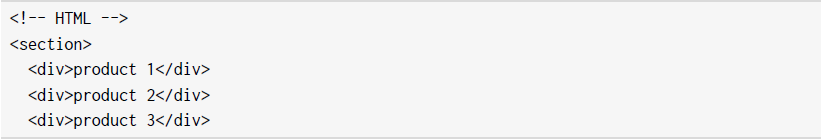 <!-- HTML -->
<section>
  <div>product 1</div>
  <div>product 2</div>
  <div>product 3</div>